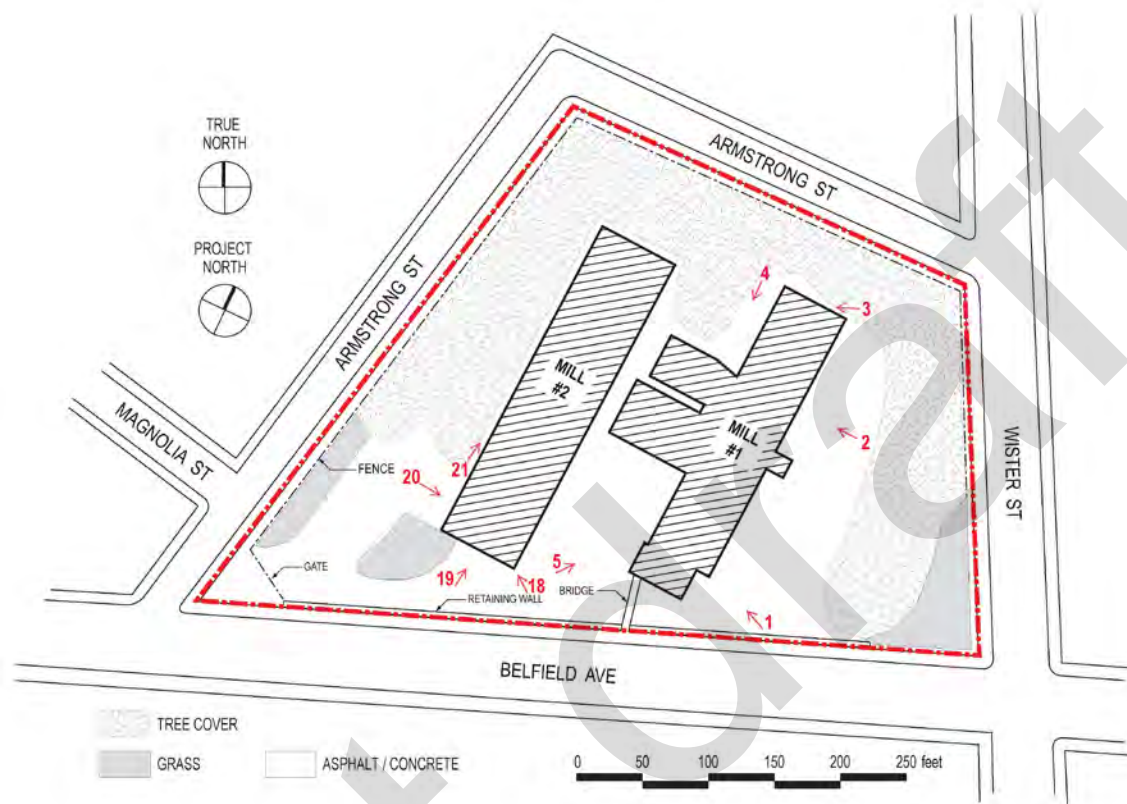 TRUE
NORTH
PROJECT
NORTH
ARMSTRONG ST
ARMSTRONG ST
MAGNOLIA ST
WISTER ST
BELFIELD AVE
MILL
#2
MILL
#1
4
3
2
FENCE
20
21
GATE
19
18
5
RETAINING WALL
BRIDGE
1
TREE COVER
GRASS
ASPHALT / CONCRETE
0 50 100 150 200 250 feet
draft